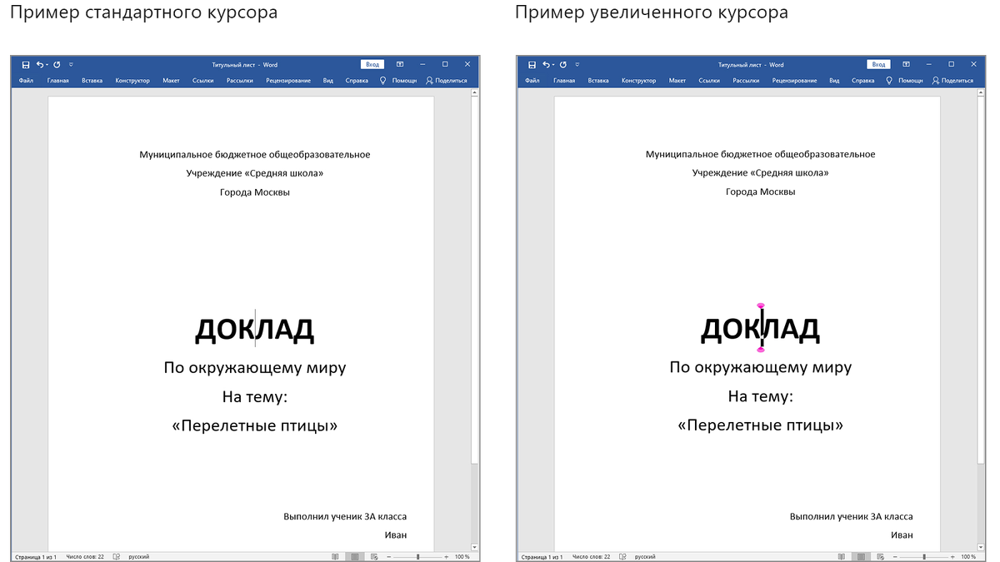 Пример стандартного курсора
Титульный лист - Word
Вход
Файл Главная Вставка Конструктор Макет Ссылки Рассылки Рецензирование Вид Справка Помощн Поделиться
Муниципальное бюджетное общеобразовательное
Учреждение «Средняя школа»
Города Москвы
ДОКЛАД
По окружающему миру
На тему:
«Перелетные птицы»
Выполнил ученик 3А класса
Иван
Страница 1 из 1 Число слов: 22 русский 100 %
Пример увеличенного курсора
Титульный лист - Word
Вход
Файл Главная Вставка Конструктор Макет Ссылки Рассылки Рецензирование Вид Справка Помощн Поделиться
Муниципальное бюджетное общеобразовательное
Учреждение «Средняя школа»
Города Москвы
ДОКЛАД
По окружающему миру
На тему:
«Перелетные птицы»
Выполнил ученик 3А класса
Иван
Страница 1 из 1 Число слов: 22 русский 100 %